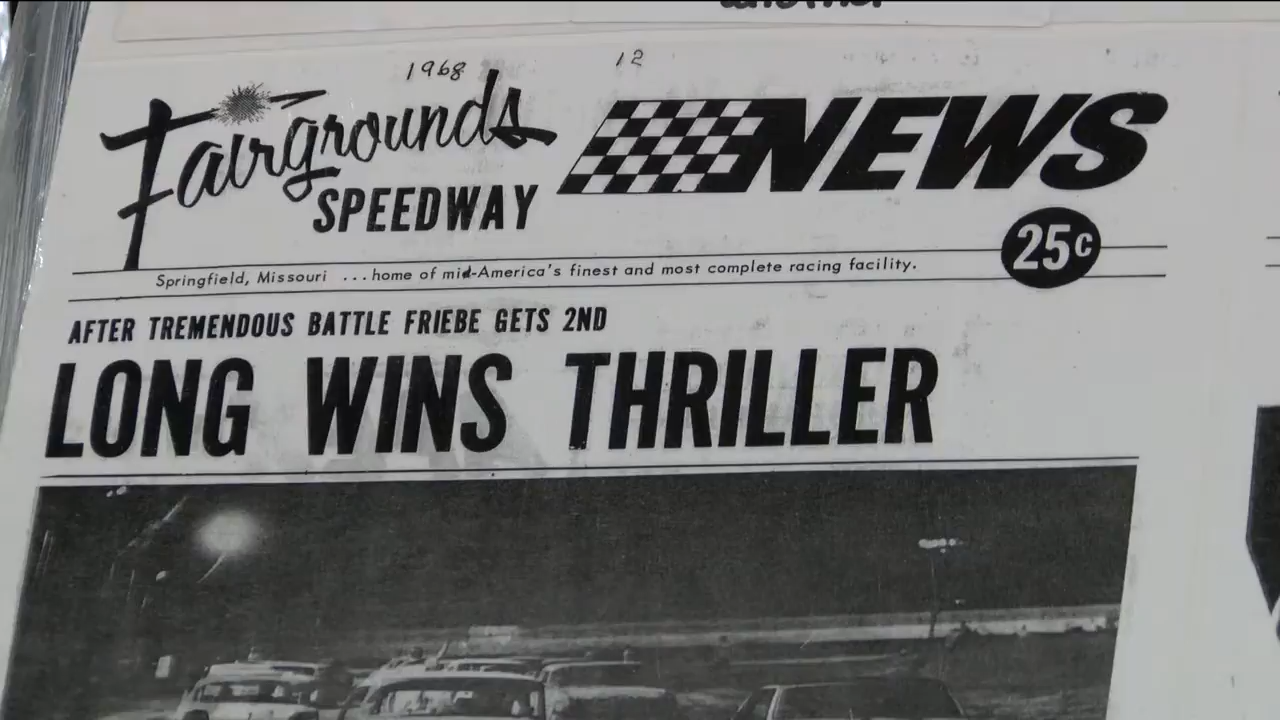 1968 12
Fairgrounds
SPEEDWAY
NEWS
25c
Springfield, Missouri ...home of mid-America's finest and most complete racing facility.
AFTER TREMENDOUS BATTLE FRIEBE GETS 2ND
LONG WINS THRILLER